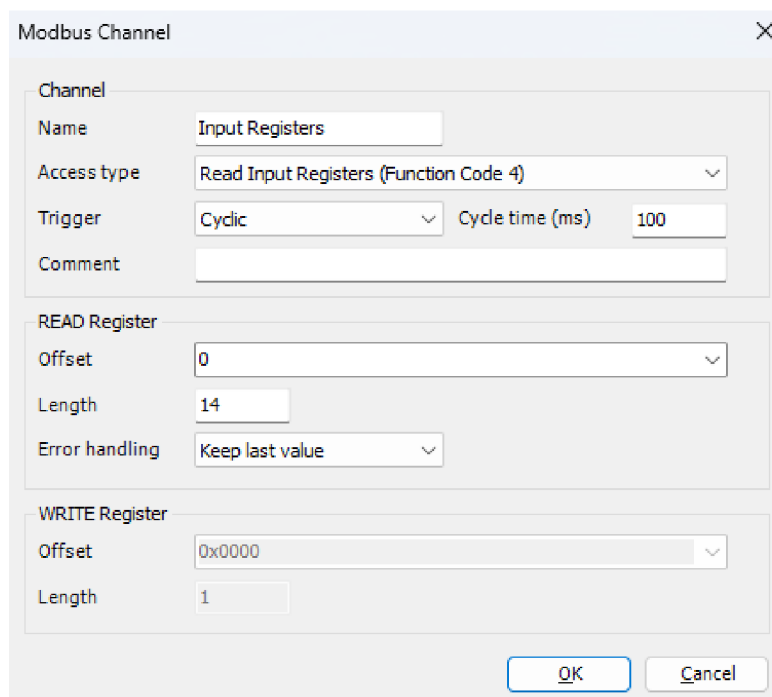 Modbus Channel
Channel
Name Input Registers
Access type Read Input Registers (Function Code 4)
Trigger Cyclic Cycle time (ms) 100
Comment
READ Register
Offset 0
Length 14
Error handling Keep last value
WRITE Register
Offset 0x0000
Length 1
OK Cancel